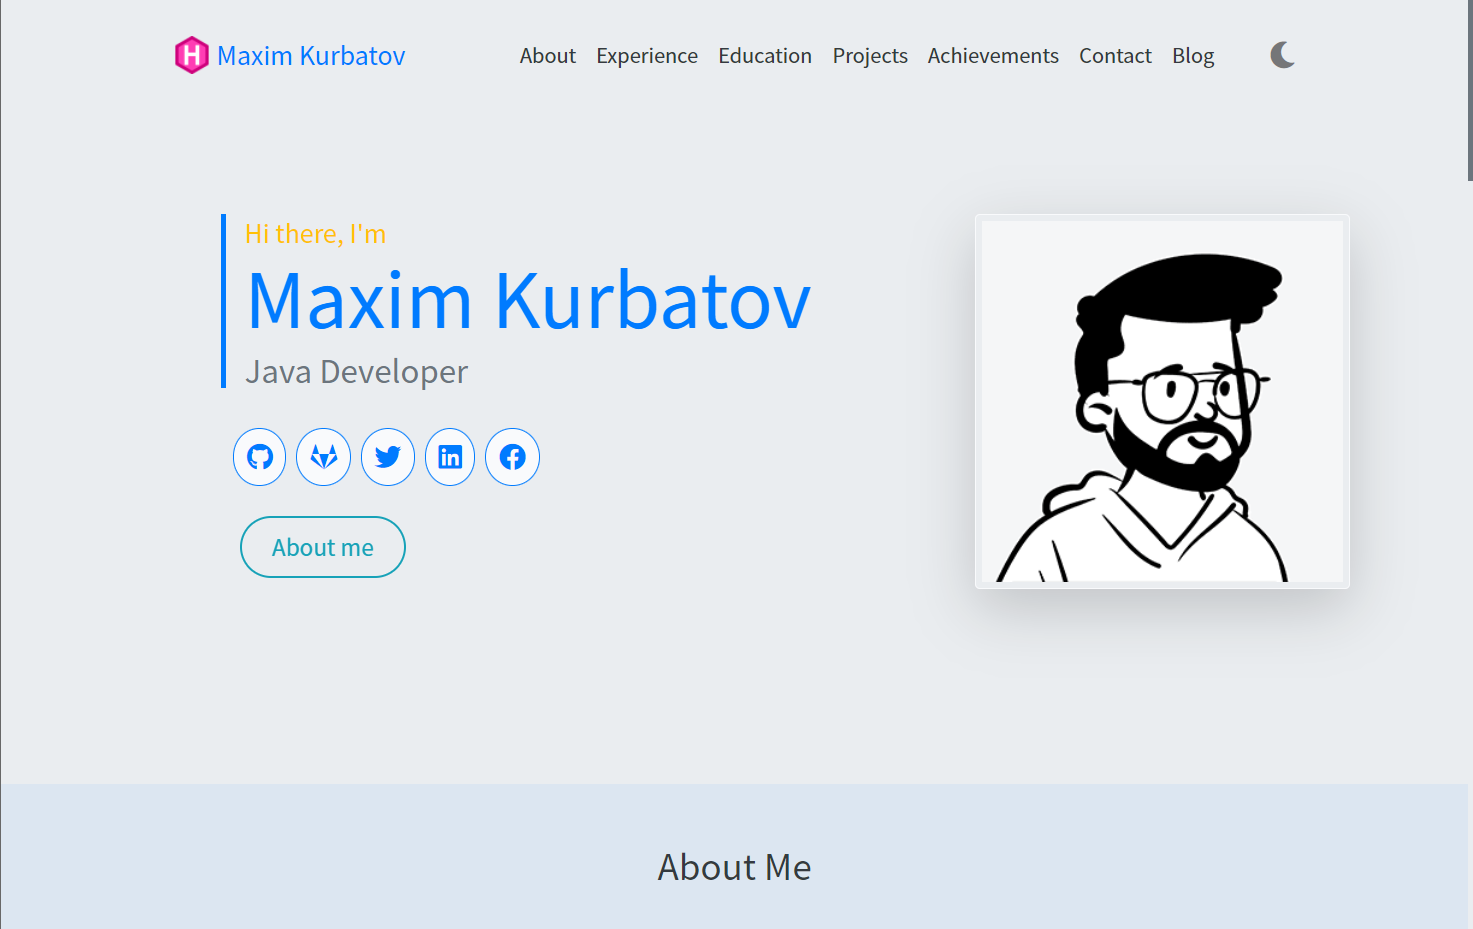 H Maxim Kurbatov
About Experience Education Projects Achievements Contact Blog
Hi there, I'm
Maxim Kurbatov
Java Developer
in
About me
About Me